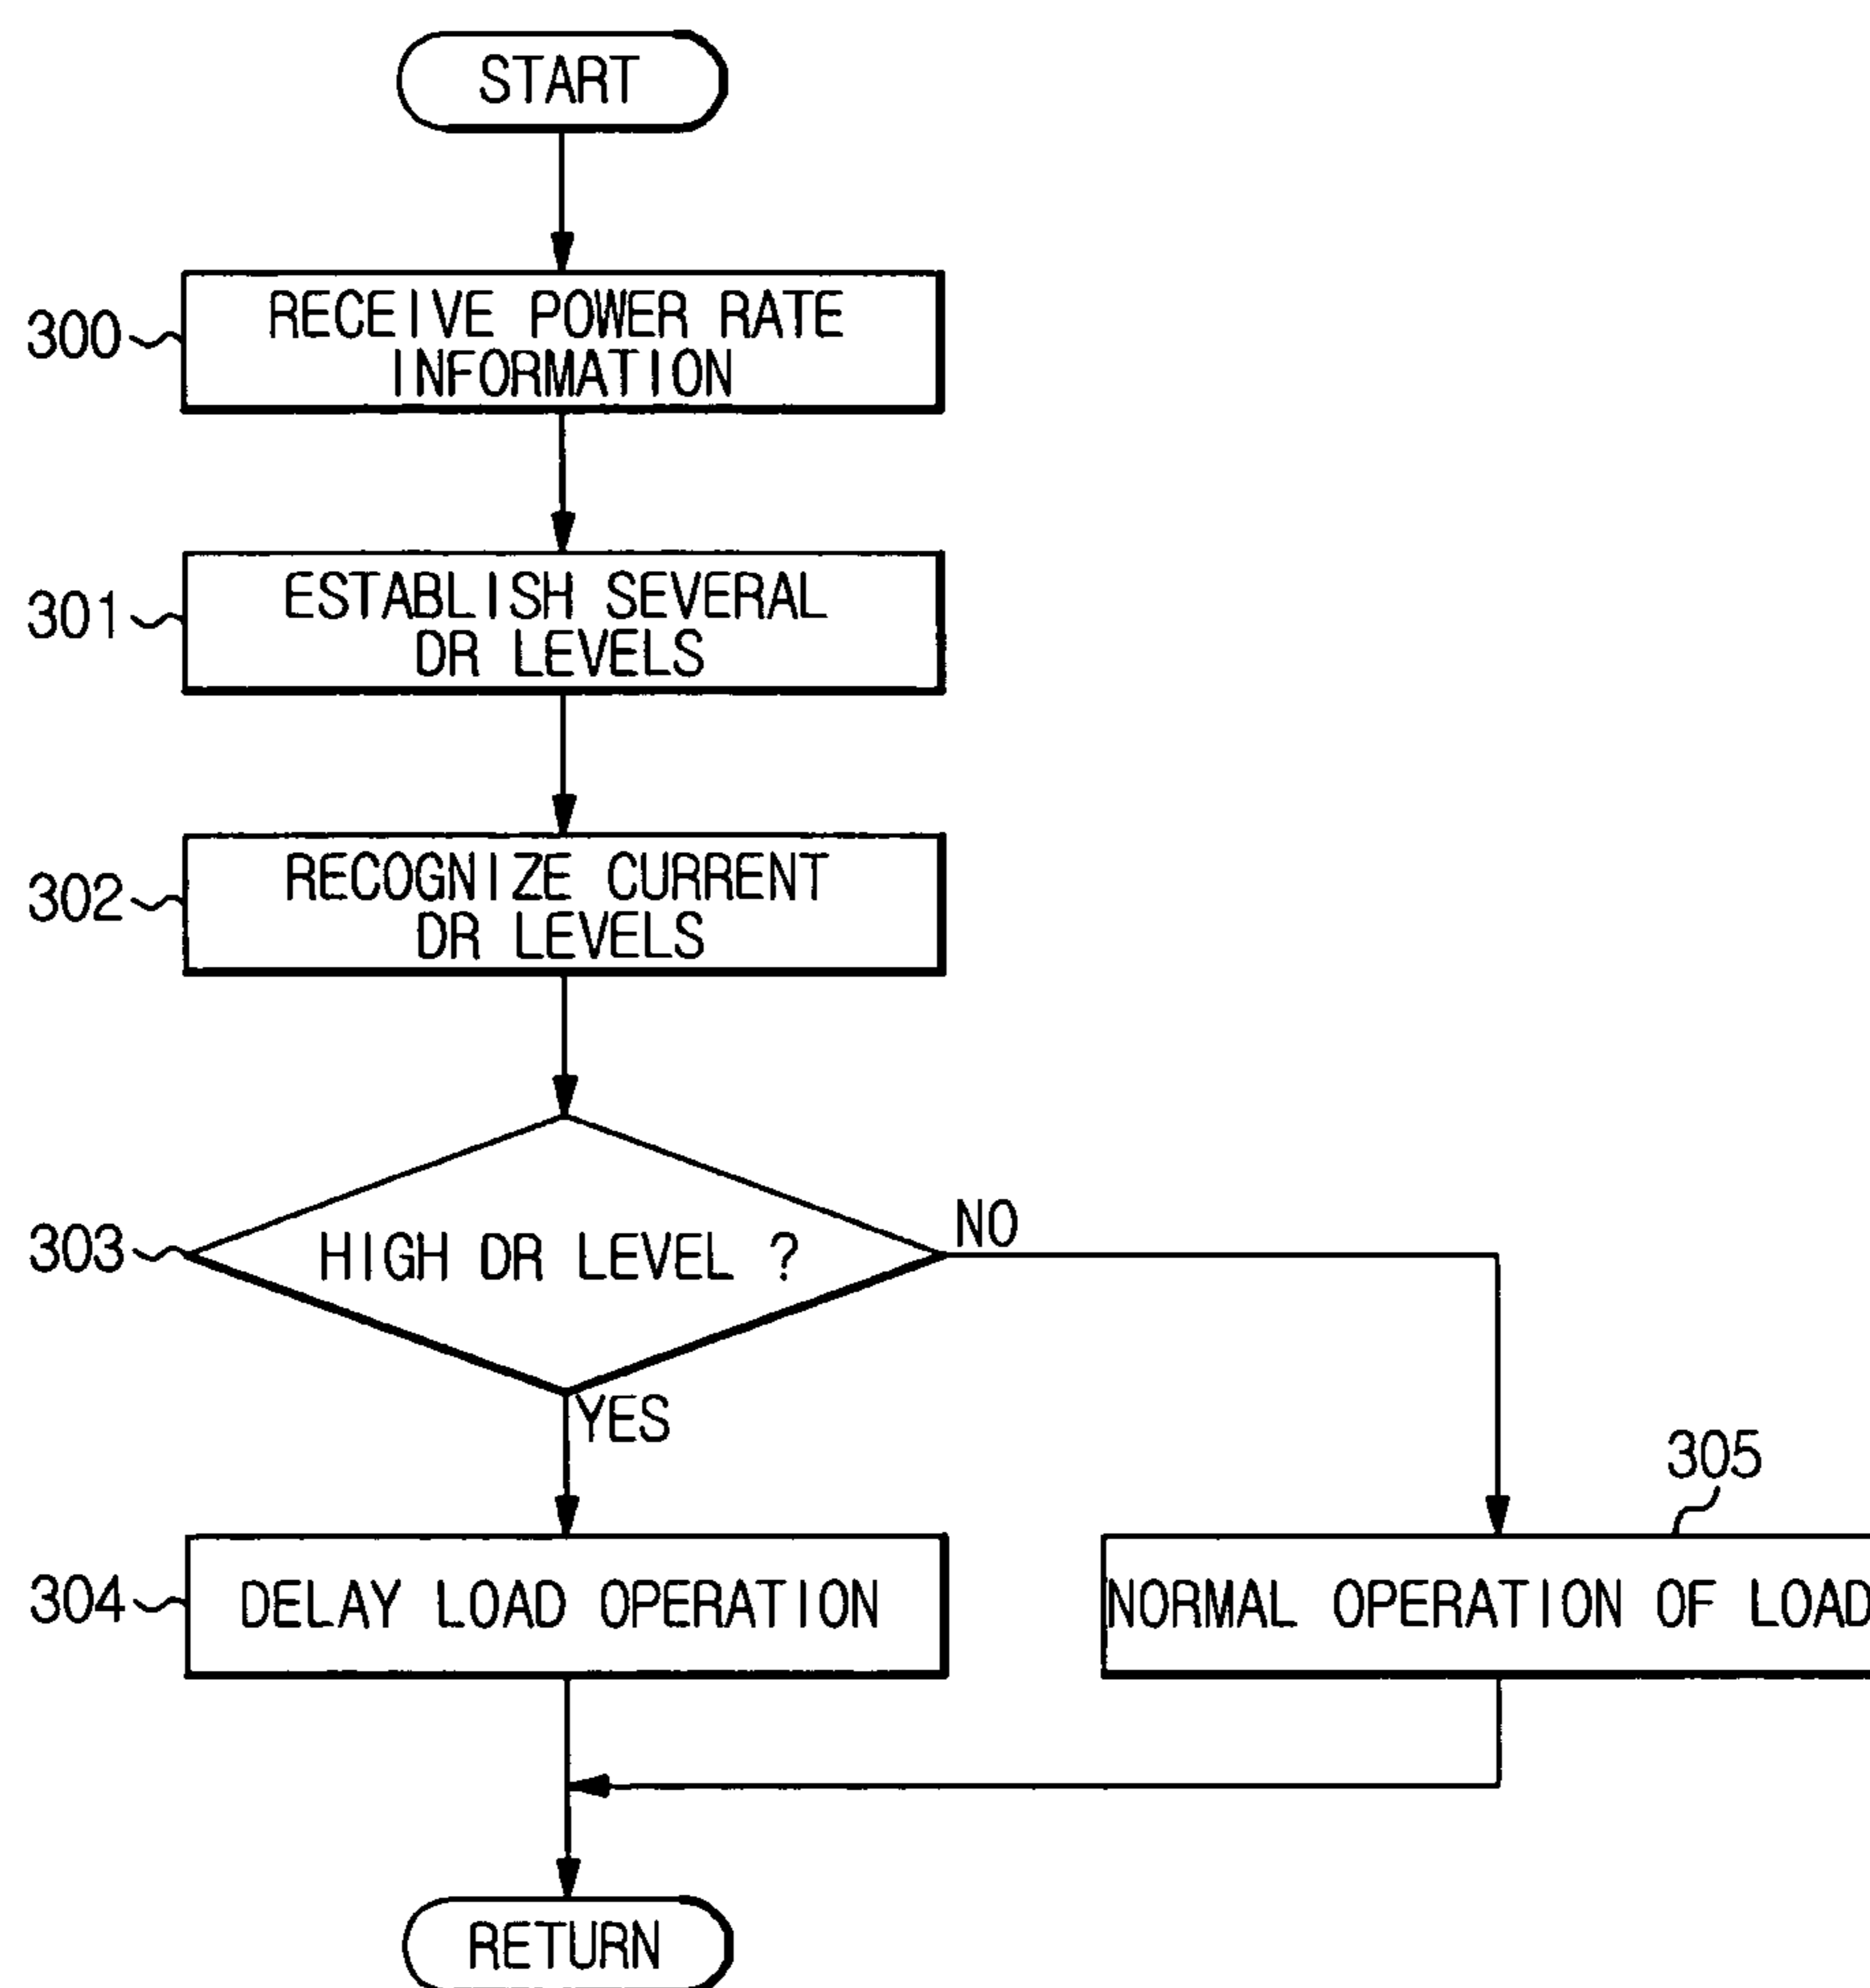 START
300
RECEIVE POWER RATE
INFORMATION
301
ESTABLISH SEVERAL
DR LEVELS
302
RECOGNIZE CURRENT
DR LEVELS
303
HIGH DR LEVEL ?
NO
YES
305
304
DELAY LOAD OPERATION
NORMAL OPERATION OF LOAD
RETURN